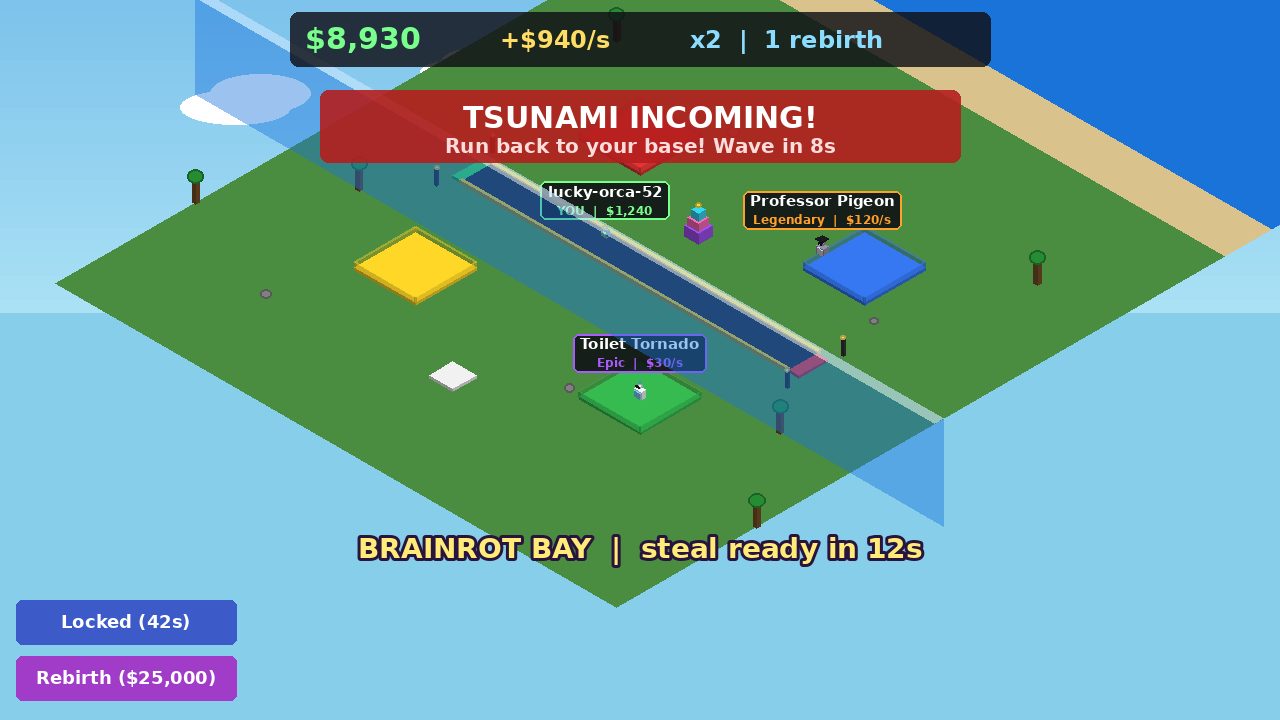 $8,930
+$940/s
x2 | 1 rebirth
TSUNAMI INCOMING!
Run back to your base! Wave in 8s
lucky-orca-52
YOU | $1,240
Professor Pigeon
Legendary | $120/s
Toilet Tornado
Epic | $30/s
BRAINROT BAY | steal ready in 12s
Locked (42s)
Rebirth ($25,000)